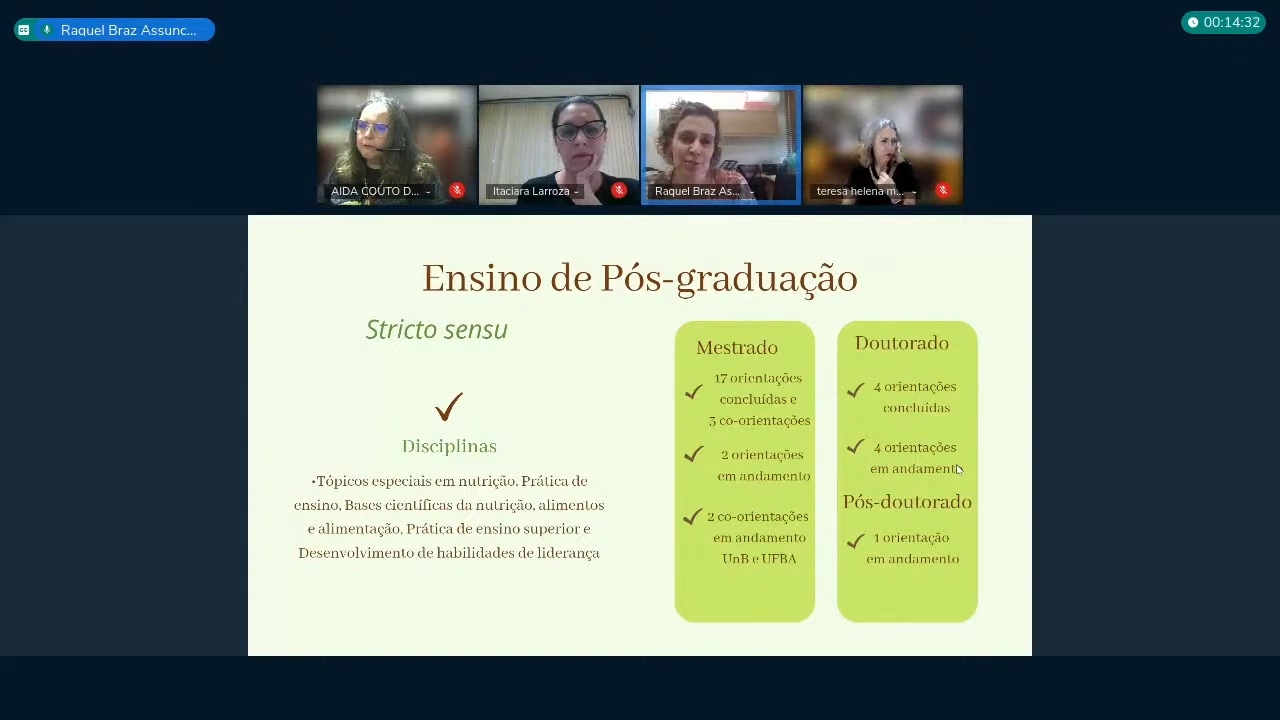 Raquel Braz Assunc...
00:14:32
AIDA COUTO D...
Itaciara Larroza
Raquel Braz As...
teresa helena m...
Ensino de Pós-graduação
Stricto sensu
Disciplinas
•Tópicos especiais em nutrição, Prática de
ensino, Bases científicas da nutrição, alimentos
e alimentação, Prática de ensino superior e
Desenvolvimento de habilidades de liderança
Mestrado
17 orientações
concluídas e
3 co-orientações
2 orientações
em andamento
2 co-orientações
em andamento
UnB e UFBA
Doutorado
4 orientações
concluídas
4 orientações
em andamento
Pós-doutorado
1 orientação
em andamento